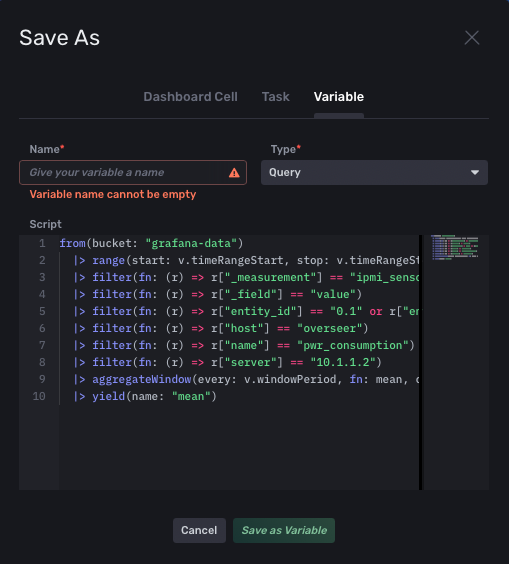 Save As
Dashboard Cell Task Variable
Name* Type*
Give your variable a name Query
Variable name cannot be empty
Script
1 from(bucket: "grafana-data")
2 |> range(start: v.timeRangeStart, stop: v.timeRangeSt
3 |> filter(fn: (r) => r["_measurement"] == "ipmi_senso
4 |> filter(fn: (r) => r["_field"] == "value")
5 |> filter(fn: (r) => r["entity_id"] == "0.1" or r["en
6 |> filter(fn: (r) => r["host"] == "overseer")
7 |> filter(fn: (r) => r["name"] == "pwr_consumption")
8 |> filter(fn: (r) => r["server"] == "10.1.1.2")
9 |> aggregateWindow(every: v.windowPeriod, fn: mean, c
10 |> yield(name: "mean")
Cancel Save as Variable